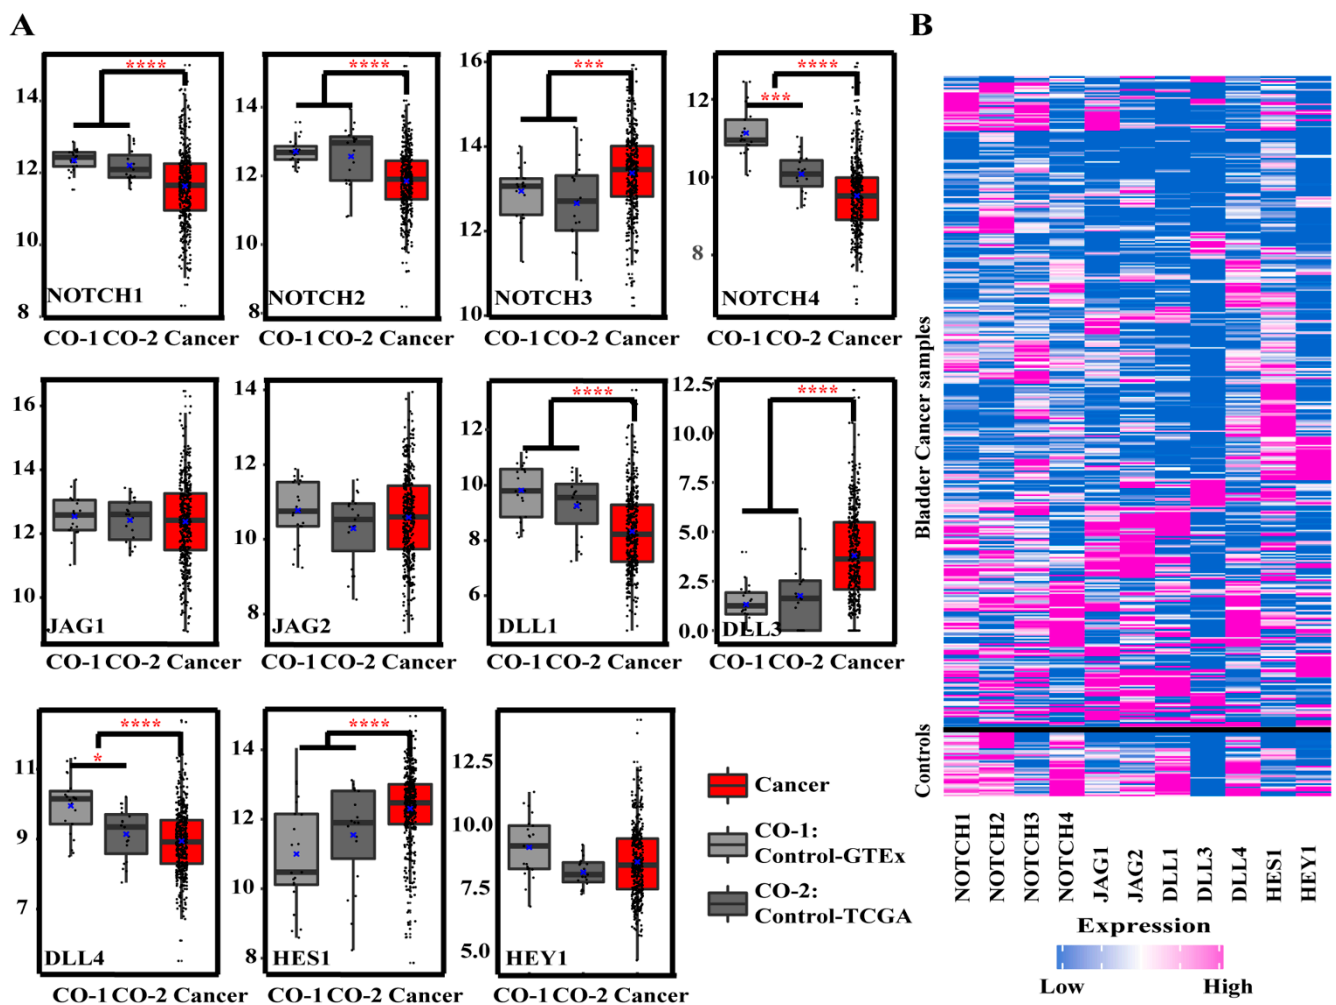 A
B
**** **** *** ****
***
14
12
10
8
14
12
10
16
14
12
10
12
10
8
NOTCH1 NOTCH2 NOTCH3 NOTCH4
CO-1 CO-2 Cancer CO-1 CO-2 Cancer CO-1 CO-2 Cancer CO-1 CO-2 Cancer
**** ****
16
14
12
10
14
12
10
8
12
10
8
6
12.5
10.0
7.5
5.0
2.5
0.0
JAG1 JAG2 DLL1 DLL3
CO-1 CO-2 Cancer CO-1 CO-2 Cancer CO-1 CO-2 Cancer CO-1 CO-2 Cancer
**** ****
*
11
9
7
14
12
10
8
12.5
10.0
7.5
5.0
DLL4 HES1 HEY1
CO-1 CO-2 Cancer CO-1 CO-2 Cancer CO-1 CO-2 Cancer
Cancer
CO-1:
Control-GTEx
CO-2:
Control-TCGA
Bladder Cancer samples
Controls
NOTCH1
NOTCH2
NOTCH3
NOTCH4
JAG1
JAG2
DLL1
DLL3
DLL4
HES1
HEY1
Expression
Low High